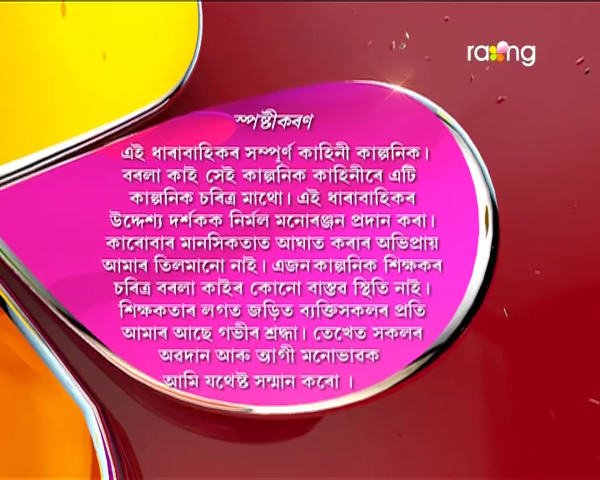 rang
স্পষ্টীকৰণ
এই ধাৰাবাহিকৰ সম্পূৰ্ণ কাহিনী কাল্পনিক।
বৰলা কাই সেই কাল্পনিক কাহিনীৰে এটি
কাল্পনিক চৰিত্ৰ মাথো। এই ধাৰাবাহিকৰ
উদ্দেশ্য দৰ্শকক নিৰ্মল মনোৰঞ্জন প্ৰদান কৰা।
কাৰোবাৰ মানসিকতাত আঘাত কৰাৰ অভিপ্ৰায়
আমাৰ তিলমানো নাই। এজন কাল্পনিক শিক্ষকৰ
চৰিত্ৰ বৰলা কাইৰ কোনো বাস্তৱ স্থিতি নাই।
শিক্ষকতাৰ লগত জড়িত ব্যক্তিসকলৰ প্ৰতি
আমাৰ আছে গভীৰ শ্ৰদ্ধা। তেখেত সকলৰ
অৱদান আৰু ত্যাগী মনোভাবক
আমি যথেষ্ট সন্মান কৰো ।